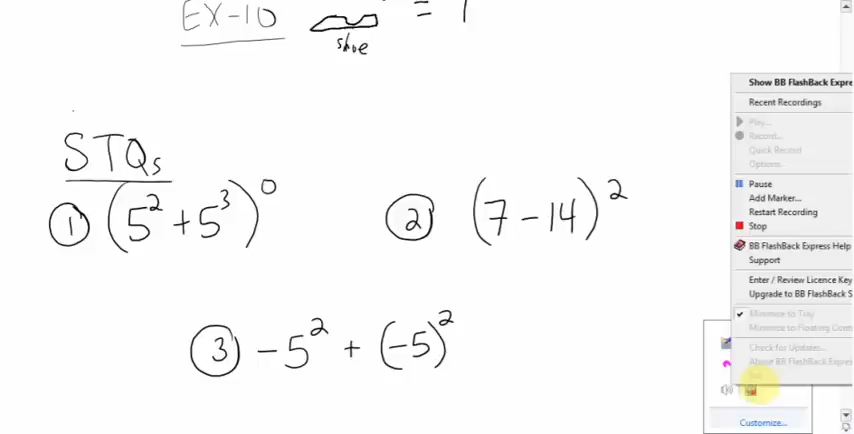 EX-10
= 1
shoe
STQs
① (5² + 5³)⁰
② (7 - 14)²
③ -5² + (-5)²
Show BB FlashBack Expre
Recent Recordings
Play...
Record...
Quick Record
Options...
Pause
Add Marker...
Restart Recording
Stop
BB FlashBack Express Help
Support
Enter / Review Licence Key
Upgrade to BB FlashBack S
Minimize to Tray
Minimize to Floating Con
Check for Updates...
About BB FlashBack Expres
Customize...